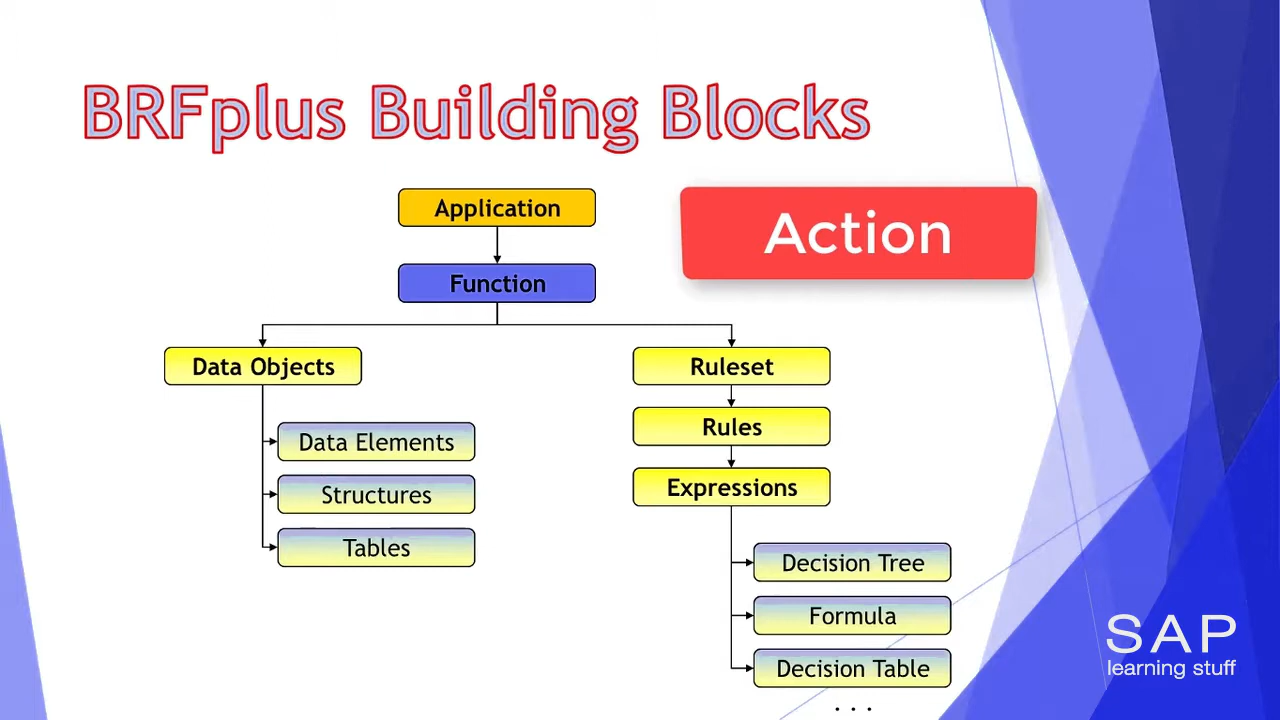 BRFplus Building Blocks
Application
Action
Function
Data Objects
Ruleset
Rules
Data Elements
Expressions
Structures
Tables
Decision Tree
Formula
Decision Table
. . .
SAP
learning stuff